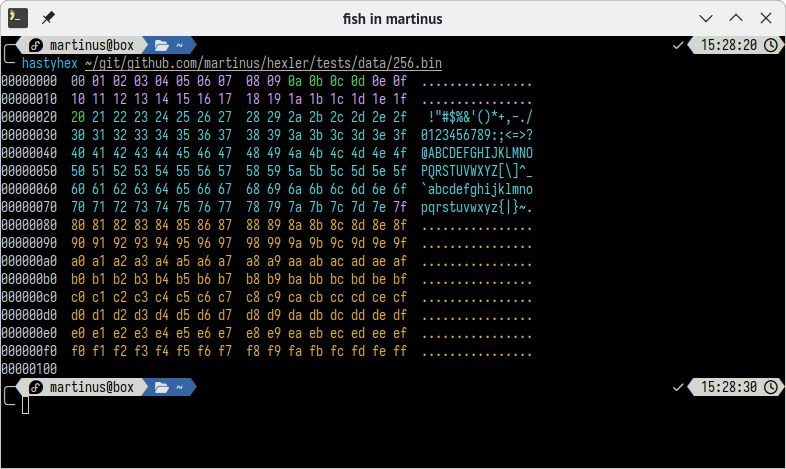 fish in martinus
martinus@box ~ 15:28:20
hastyhex ~/git/github.com/martinus/hexler/tests/data/256.bin
00000000  00 01 02 03 04 05 06 07  08 09 0a 0b 0c 0d 0e 0f  ................
00000010  10 11 12 13 14 15 16 17  18 19 1a 1b 1c 1d 1e 1f  ................
00000020  20 21 22 23 24 25 26 27  28 29 2a 2b 2c 2d 2e 2f   !"#$%&'()*+,-./
00000030  30 31 32 33 34 35 36 37  38 39 3a 3b 3c 3d 3e 3f  0123456789:;<=>?
00000040  40 41 42 43 44 45 46 47  48 49 4a 4b 4c 4d 4e 4f  @ABCDEFGHIJKLMNO
00000050  50 51 52 53 54 55 56 57  58 59 5a 5b 5c 5d 5e 5f  PQRSTUVWXYZ[\]^_
00000060  60 61 62 63 64 65 66 67  68 69 6a 6b 6c 6d 6e 6f  `abcdefghijklmno
00000070  70 71 72 73 74 75 76 77  78 79 7a 7b 7c 7d 7e 7f  pqrstuvwxyz{|}~.
00000080  80 81 82 83 84 85 86 87  88 89 8a 8b 8c 8d 8e 8f  ................
00000090  90 91 92 93 94 95 96 97  98 99 9a 9b 9c 9d 9e 9f  ................
000000a0  a0 a1 a2 a3 a4 a5 a6 a7  a8 a9 aa ab ac ad ae af  ................
000000b0  b0 b1 b2 b3 b4 b5 b6 b7  b8 b9 ba bb bc bd be bf  ................
000000c0  c0 c1 c2 c3 c4 c5 c6 c7  c8 c9 ca cb cc cd ce cf  ................
000000d0  d0 d1 d2 d3 d4 d5 d6 d7  d8 d9 da db dc dd de df  ................
000000e0  e0 e1 e2 e3 e4 e5 e6 e7  e8 e9 ea eb ec ed ee ef  ................
000000f0  f0 f1 f2 f3 f4 f5 f6 f7  f8 f9 fa fb fc fd fe ff  ................
00000100
martinus@box ~ 15:28:30